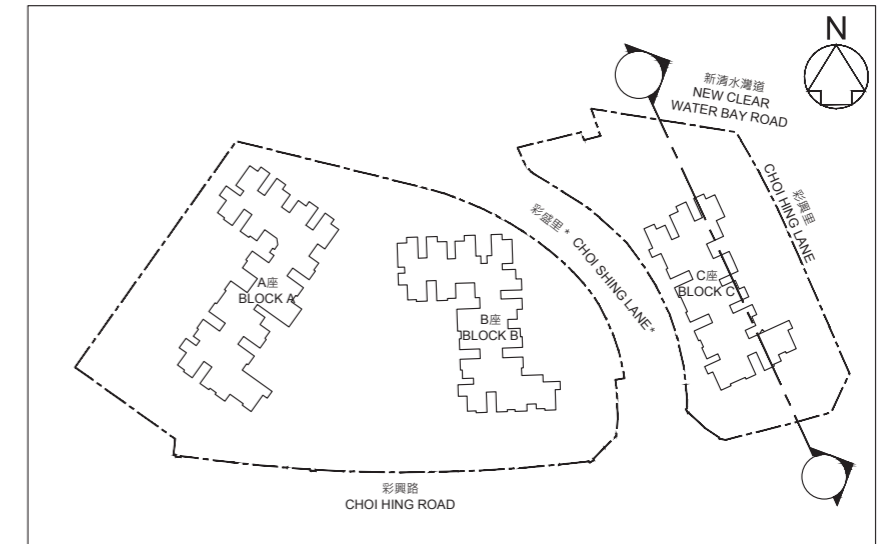 N
新清水灣道
NEW CLEAR
WATER BAY ROAD
彩興里
CHOI HING LANE
彩盛里 *
CHOI SHING LANE*
A座
BLOCK A
B座
BLOCK B
C座
BLOCK C
彩興路
CHOI HING ROAD